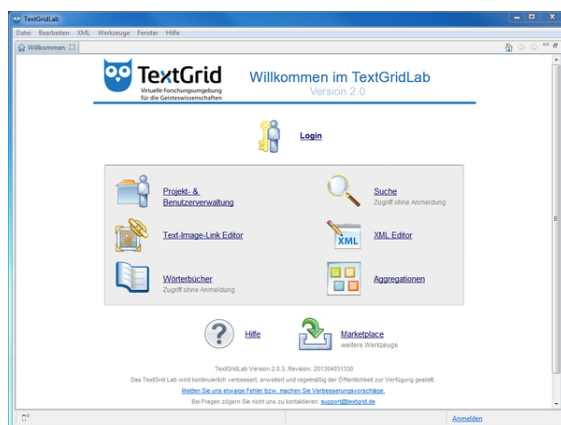 TextGridLab
Datei Bearbeiten XML Werkzeuge Fenster Hilfe
Willkommen
TextGrid
Virtuelle Forschungsumgebung
für die Geisteswissenschaften
Willkommen im TextGridLab
Version 2.0
Login
Projekt- &
Benutzerverwaltung
Suche
Zugriff ohne Anmeldung
Text-Image-Link Editor
XML
XML Editor
Wörterbücher
Zugriff ohne Anmeldung
Aggregationen
Hilfe
Marketplace
weitere Werkzeuge
TextGridLab Version 2.0.3, Revision: 201304031330
Das TextGrid Lab wird kontinuierlich verbessert, erweitert und regelmäßig der Öffentlichkeit zur Verfügung gestellt.
Melden Sie uns etwaige Fehler bzw. machen Sie Verbesserungsvorschläge.
Bei Fragen zögern Sie nicht uns zu kontaktieren: support@textgrid.de
Anmelden